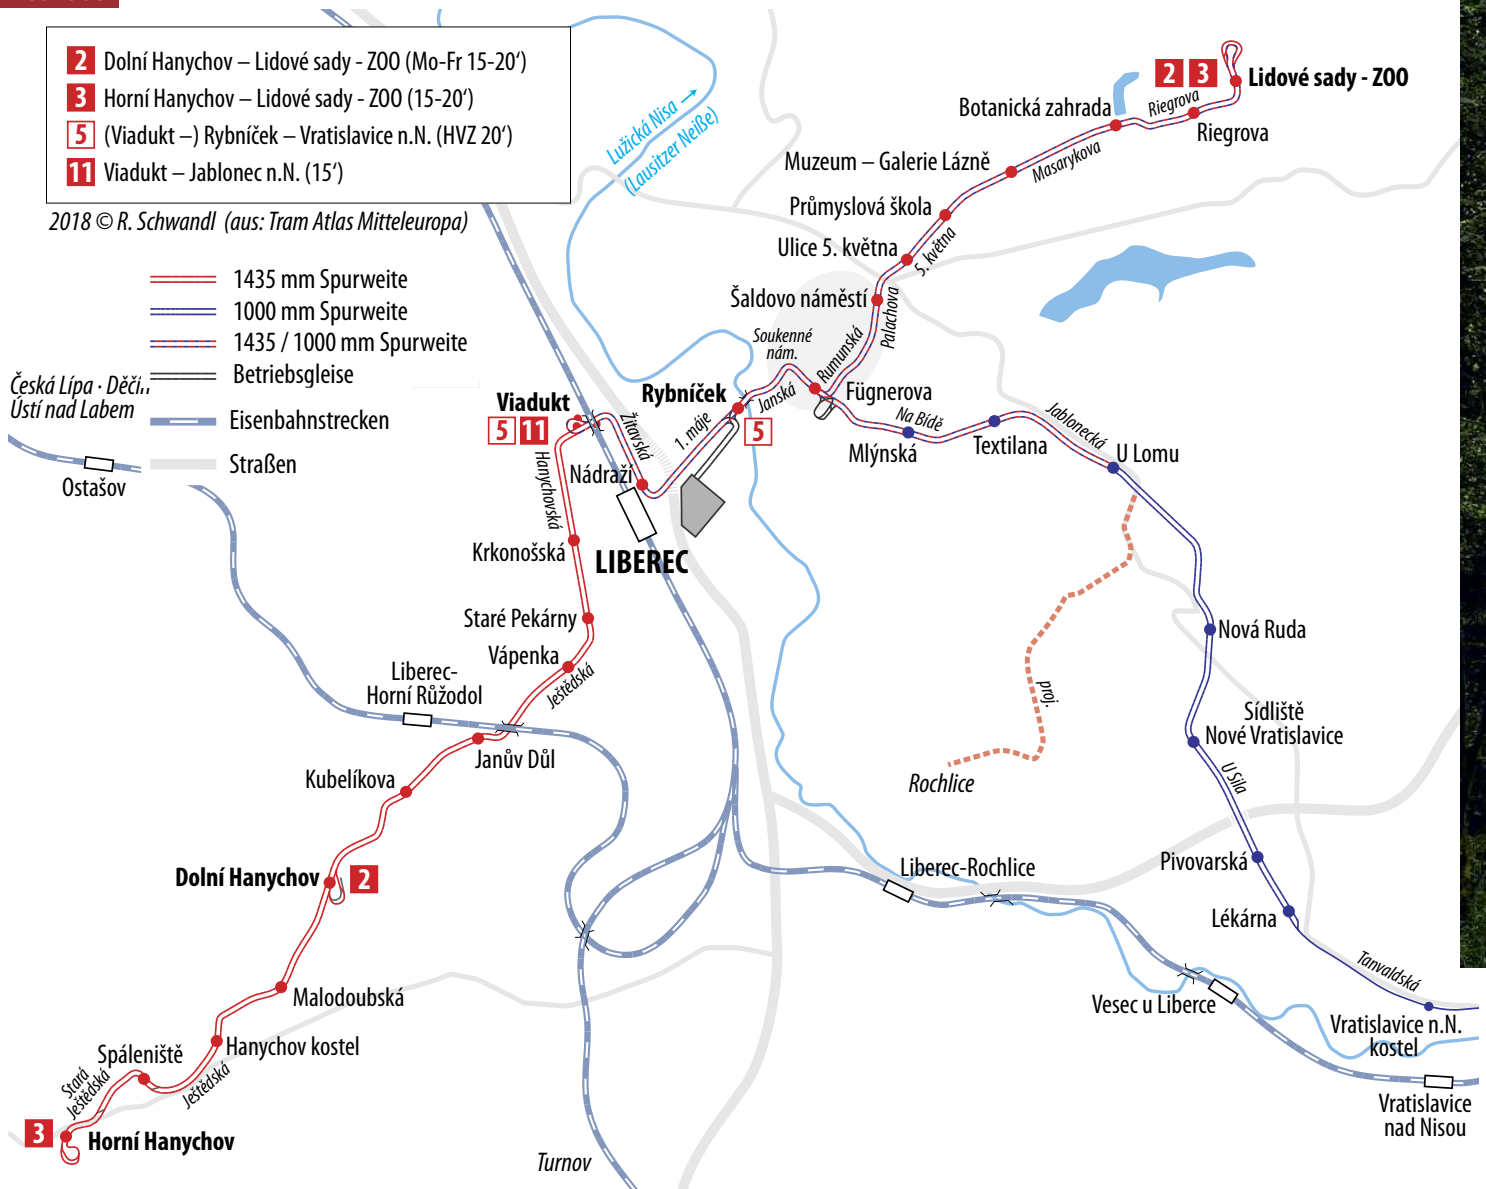 2 Dolní Hanychov – Lidové sady - ZOO (Mo-Fr 15-20‘)
3 Horní Hanychov – Lidové sady - ZOO (15-20‘)
5 (Viadukt –) Rybníček – Vratislavice n.N. (HVZ 20‘)
11 Viadukt – Jablonec n.N. (15‘)
2018 © R. Schwandl (aus: Tram Atlas Mitteleuropa)
1435 mm Spurweite
1000 mm Spurweite
1435 / 1000 mm Spurweite
Betriebsgleise
Eisenbahnstrecken
Straßen
Česká Lípa · Děčín
Ústí nad Labem
Ostašov
Lužická Nisa
(Lausitzer Neiße)
2 3
Lidové sady - ZOO
Riegrova
Riegrova
Botanická zahrada
Masarykova
Muzeum – Galerie Lázně
Průmyslová škola
5. května
Ulice 5. května
Šaldovo náměstí
Palachova
Rumunská
Soukenné
nám.
Janská
Fügnerova
Rybníček
5
1. máje
Viadukt
5 11
Žitavská
Nádraží
LIBEREC
Hanychovská
Krkonošská
Staré Pekárny
Vápenka
Ještědská
Liberec-
Horní Růžodol
Janův Důl
Kubelíkova
Dolní Hanychov
2
Malodoubská
Hanychov kostel
Spáleniště
Ještědská
Stará
Ještědská
3
Horní Hanychov
Turnov
Na Bídě
Mlýnská
Textilana
Jablonecká
U Lomu
proj.
Rochlice
Nová Ruda
Sídliště
Nové Vratislavice
U Sila
Pivovarská
Lékárna
Tanvaldská
Vratislavice n.N.
kostel
Liberec-Rochlice
Vesec u Liberce
Vratislavice
nad Nisou